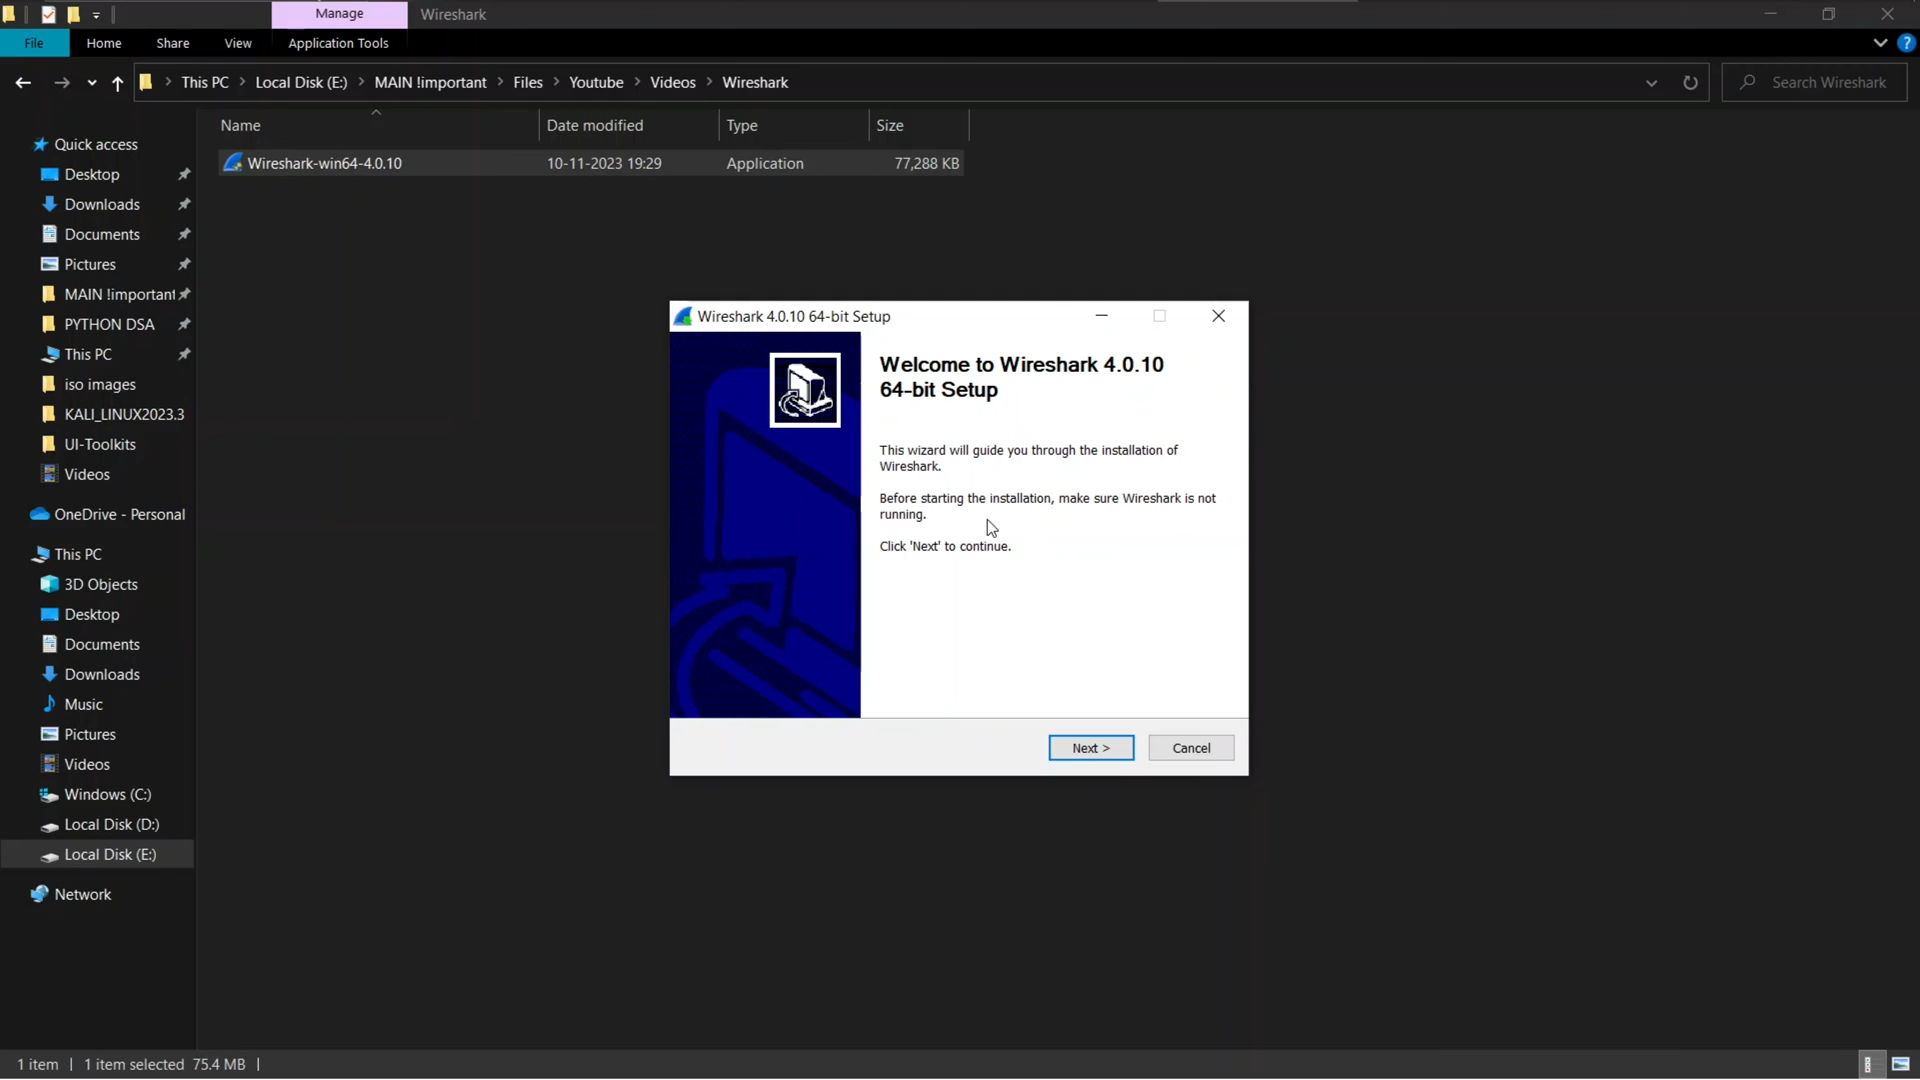 Manage
Wireshark
File
Home
Share
View
Application Tools
?
This PC
Local Disk (E:)
MAIN !important
Files
Youtube
Videos
Wireshark
Search Wireshark
Name
Date modified
Type
Size
Wireshark-win64-4.0.10
10-11-2023 19:29
Application
77,288 KB
Quick access
Desktop
Downloads
Documents
Pictures
MAIN !important
PYTHON DSA
This PC
iso images
KALI_LINUX2023.3
UI-Toolkits
Videos
OneDrive - Personal
This PC
3D Objects
Desktop
Documents
Downloads
Music
Pictures
Videos
Windows (C:)
Local Disk (D:)
Local Disk (E:)
Network
Wireshark 4.0.10 64-bit Setup
Welcome to Wireshark 4.0.10
64-bit Setup
This wizard will guide you through the installation of
Wireshark.
Before starting the installation, make sure Wireshark is not
running.
Click 'Next' to continue.
Next >
Cancel
1 item
1 item selected 75.4 MB